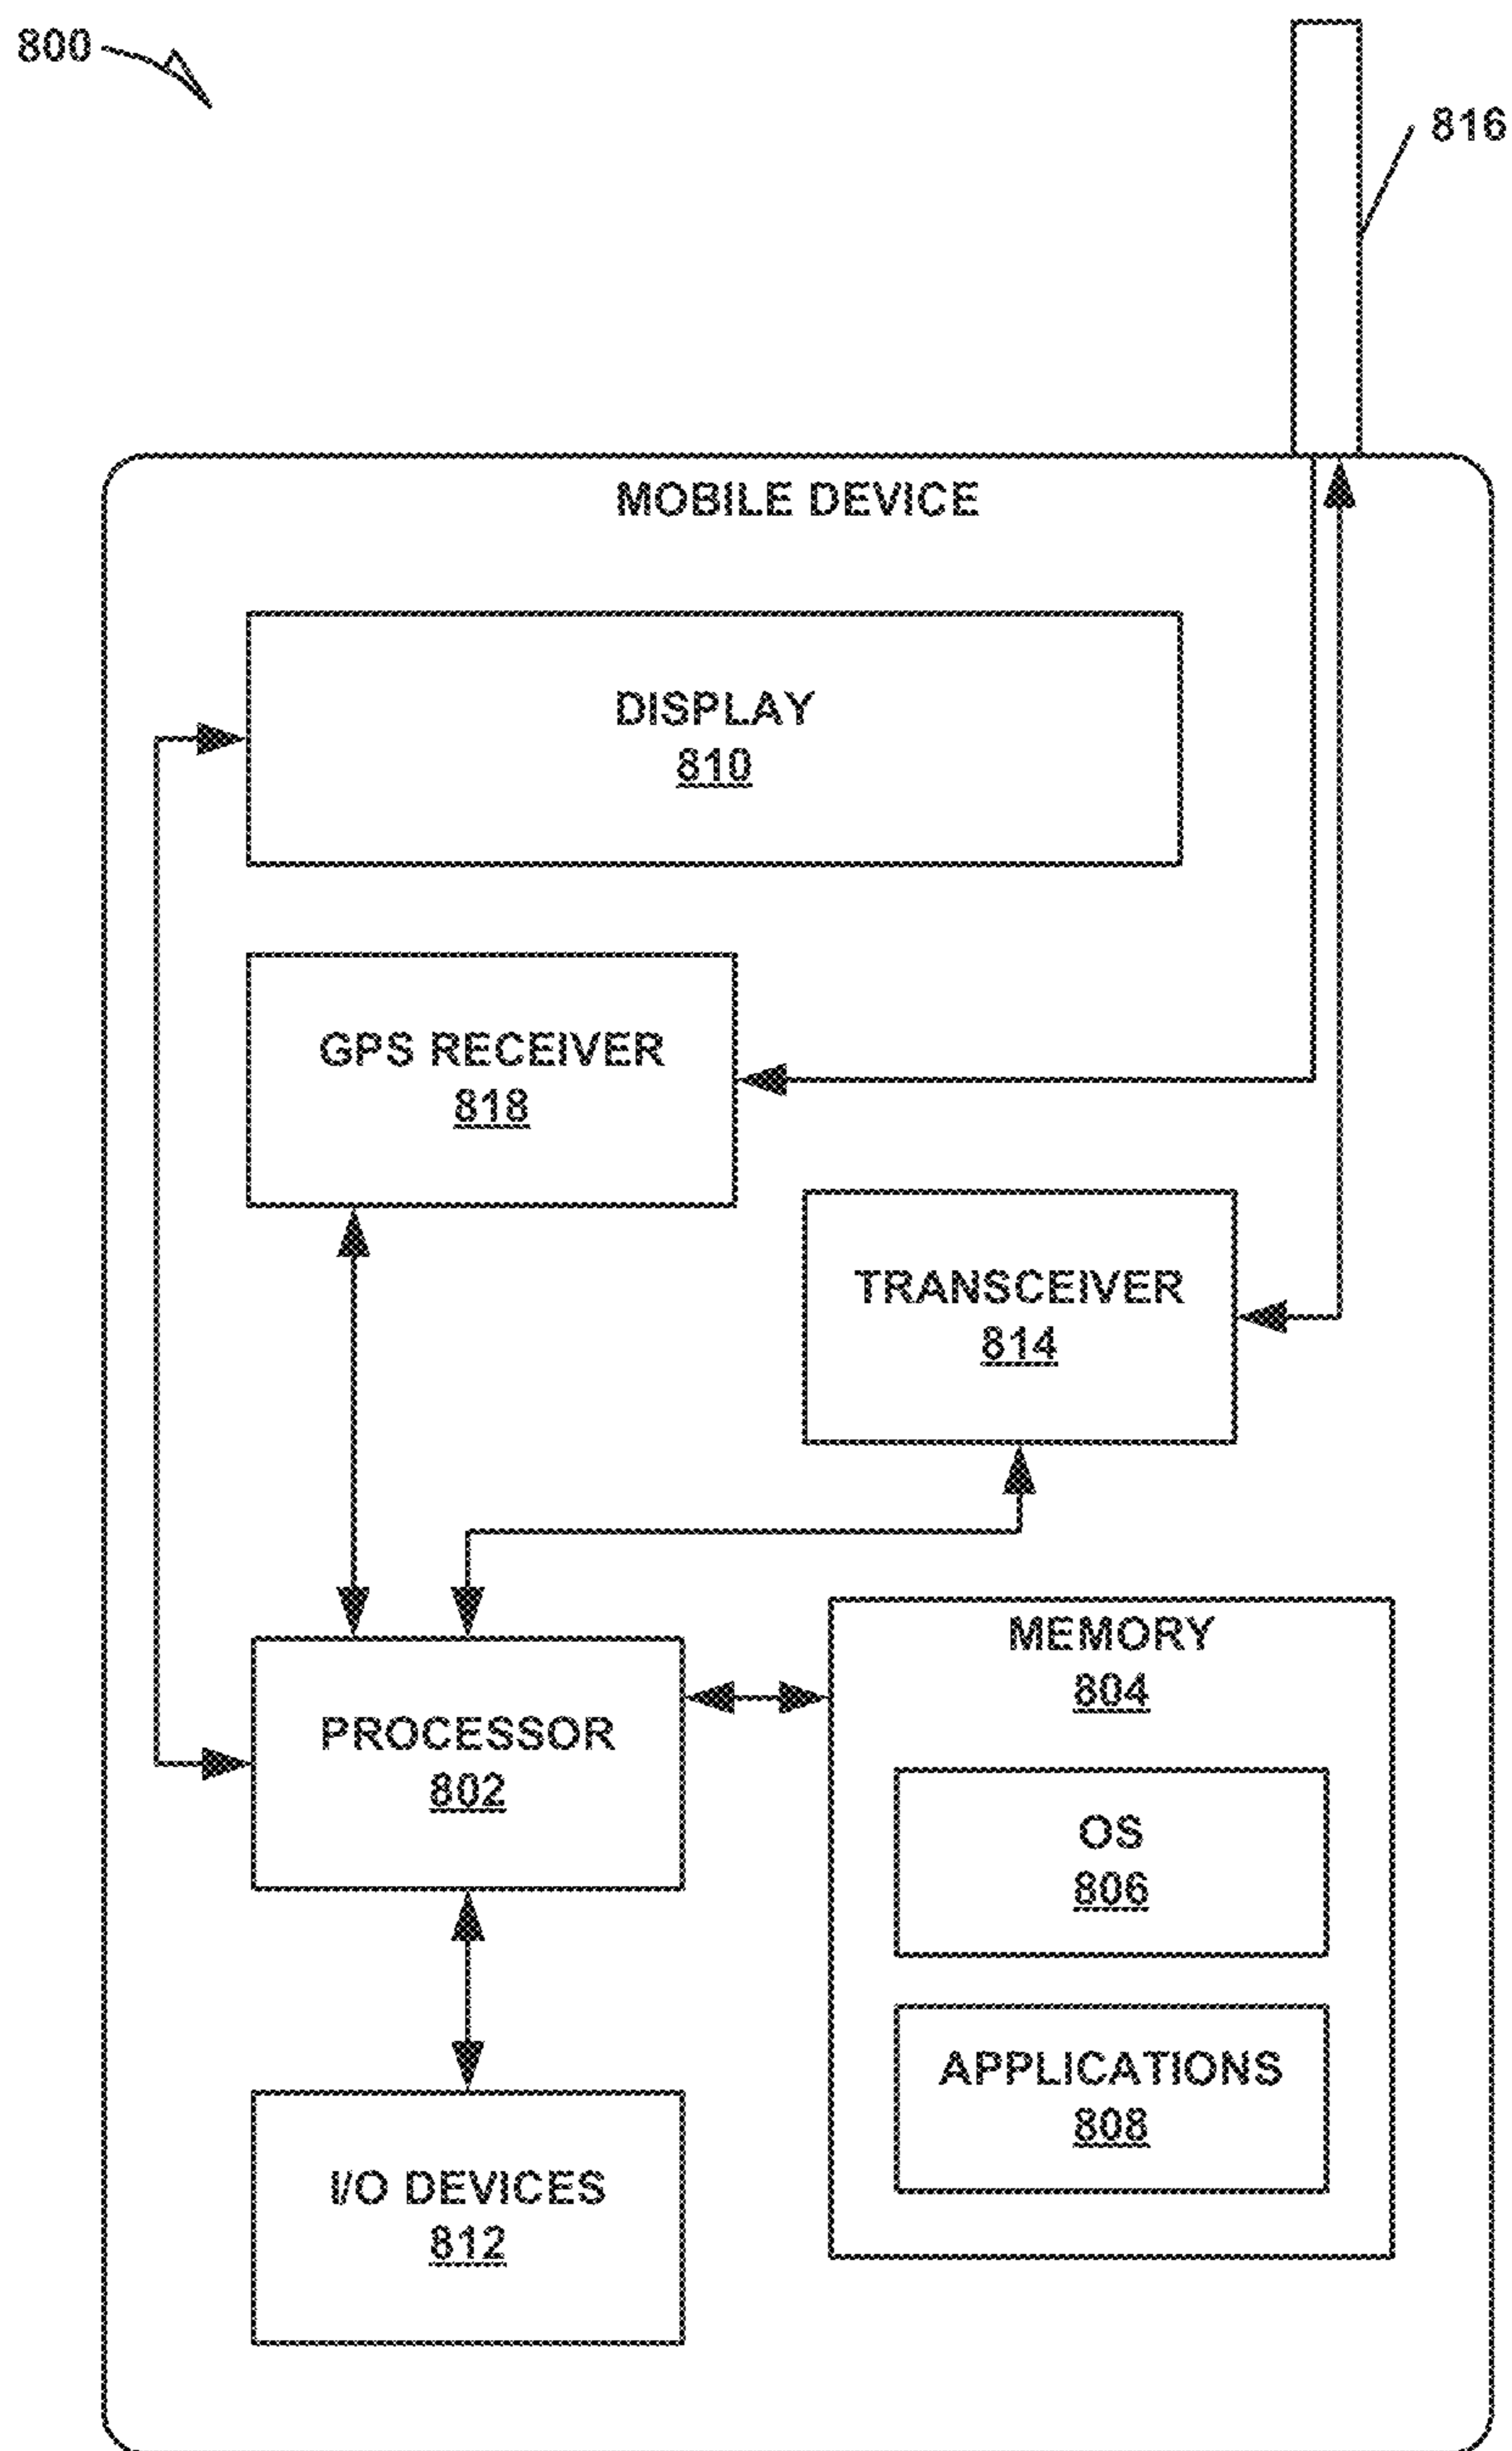 800
816
MOBILE DEVICE
DISPLAY
810
GPS RECEIVER
818
TRANSCEIVER
814
MEMORY
804
PROCESSOR
802
OS
806
APPLICATIONS
808
I/O DEVICES
812